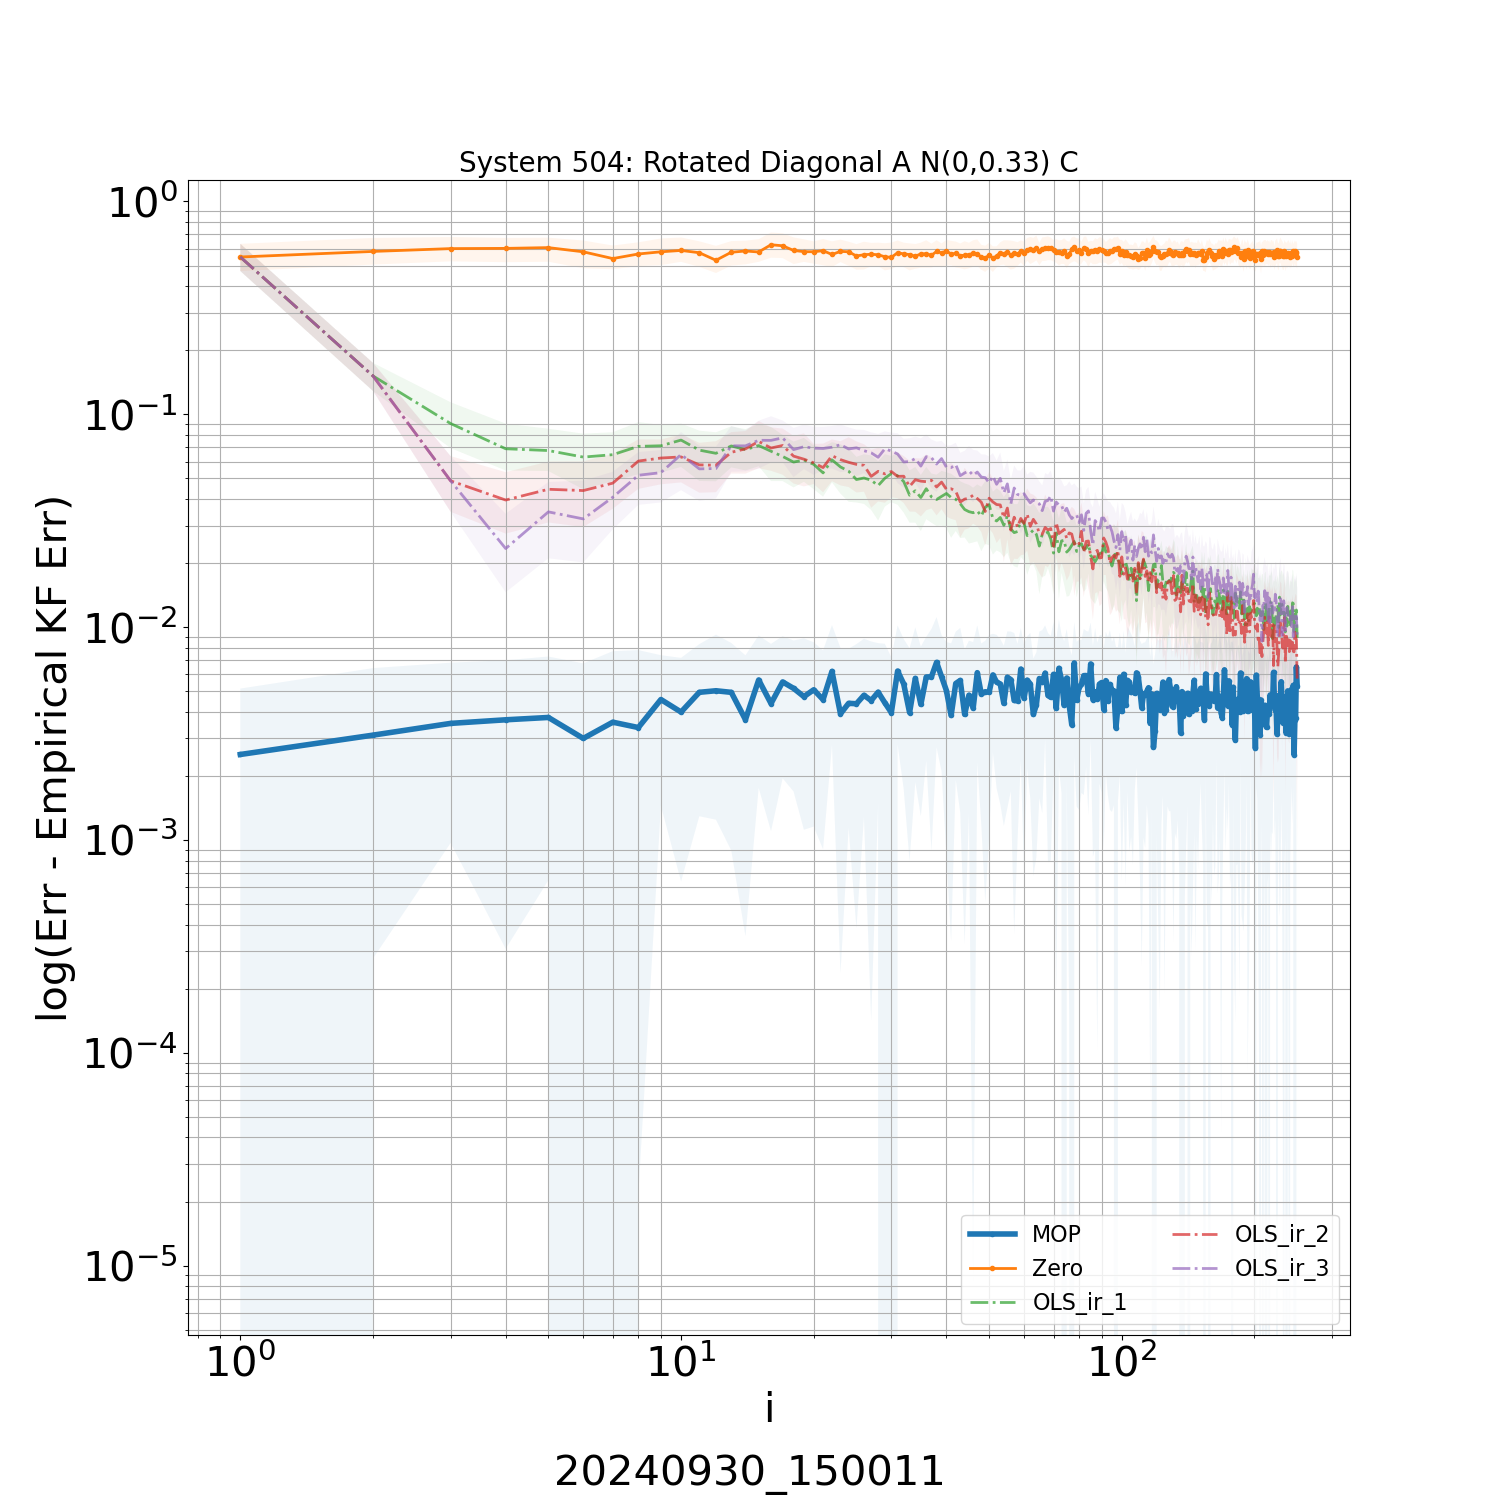 System 504: Rotated Diagonal A N(0,0.33) C
log(Err - Empirical KF Err)
10⁰
10⁻¹
10⁻²
10⁻³
10⁻⁴
10⁻⁵
MOP
Zero
OLS_ir_1
OLS_ir_2
OLS_ir_3
10⁰ 10¹ 10²
i
20240930_150011